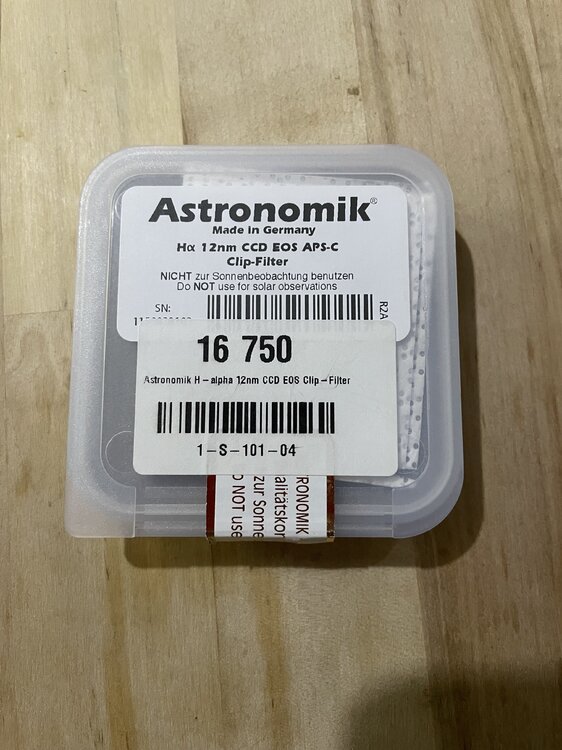 Astronomik®
Made in Germany
Hα 12nm CCD EOS APS-C
Clip-Filter
NICHT zur Sonnenbeobachtung benutzen
Do NOT use for solar observations
SN:
R2A
16 750
Astronomik H-alpha 12nm CCD EOS Clip-Filter
1-S-101-04
RONOMIK
alitätskon
zur Sonne
NOT use